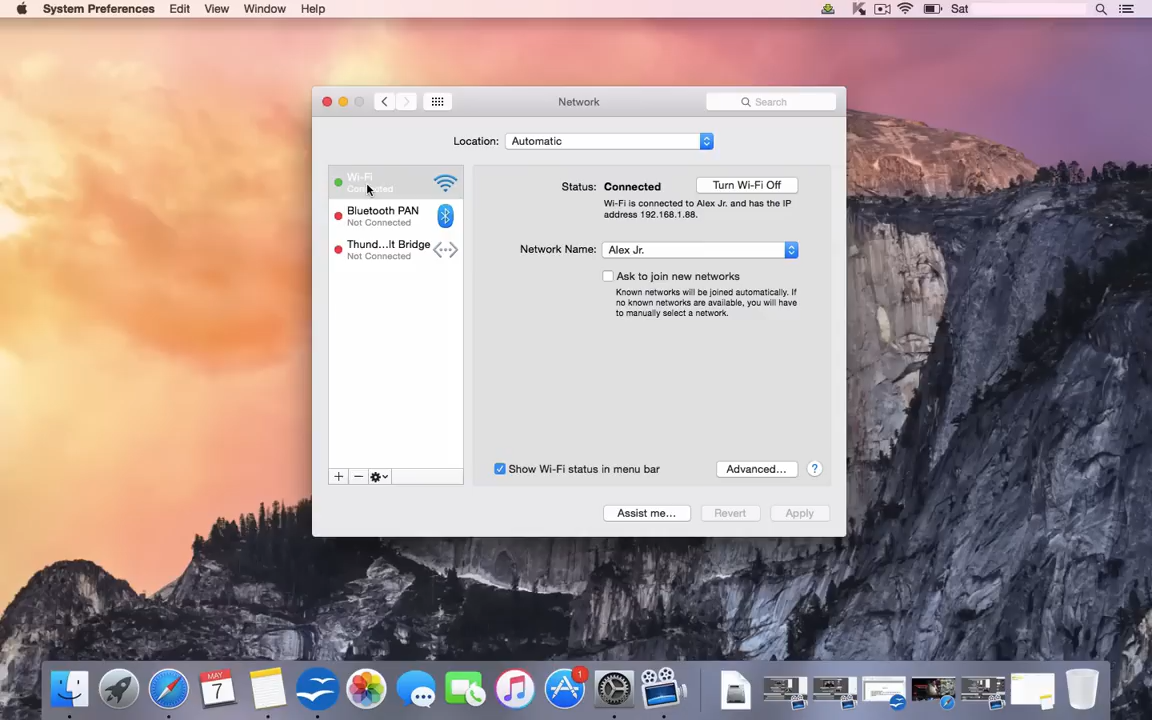 System Preferences Edit View Window Help Sat
Network
Search
Location: Automatic
Wi-Fi
Connected
Bluetooth PAN
Not Connected
Thund...lt Bridge
Not Connected
Status: Connected Turn Wi-Fi Off
Wi-Fi is connected to Alex Jr. and has the IP
address 192.168.1.88.
Network Name: Alex Jr.
Ask to join new networks
Known networks will be joined automatically. If
no known networks are available, you will have
to manually select a network.
Show Wi-Fi status in menu bar Advanced... ?
Assist me... Revert Apply
MAY
7
1